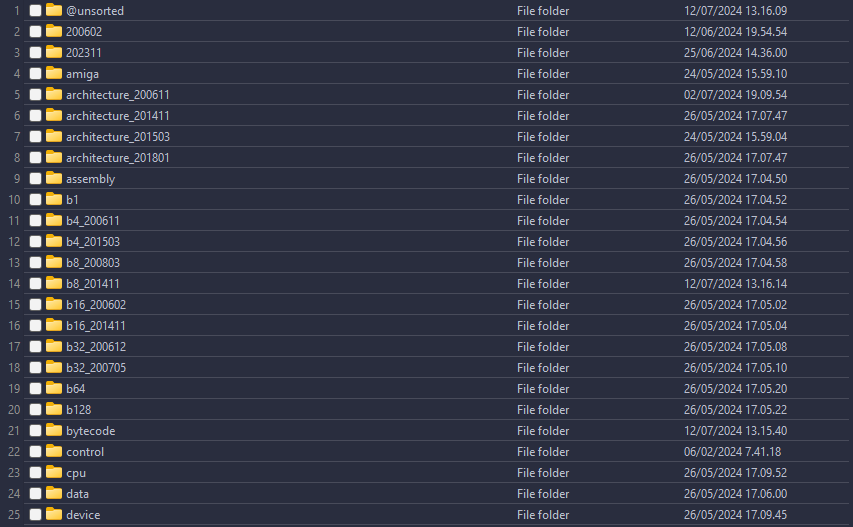 1 @unsorted File folder 12/07/2024 13.16.09
2 200602 File folder 12/06/2024 19.54.54
3 202311 File folder 25/06/2024 14.36.00
4 amiga File folder 24/05/2024 15.59.10
5 architecture_200611 File folder 02/07/2024 19.09.54
6 architecture_201411 File folder 26/05/2024 17.07.47
7 architecture_201503 File folder 24/05/2024 15.59.04
8 architecture_201801 File folder 26/05/2024 17.07.47
9 assembly File folder 26/05/2024 17.04.50
10 b1 File folder 26/05/2024 17.04.52
11 b4_200611 File folder 26/05/2024 17.04.54
12 b4_201503 File folder 26/05/2024 17.04.56
13 b8_200803 File folder 26/05/2024 17.04.58
14 b8_201411 File folder 12/07/2024 13.16.14
15 b16_200602 File folder 26/05/2024 17.05.02
16 b16_201411 File folder 26/05/2024 17.05.04
17 b32_200612 File folder 26/05/2024 17.05.08
18 b32_200705 File folder 26/05/2024 17.05.10
19 b64 File folder 26/05/2024 17.05.20
20 b128 File folder 26/05/2024 17.05.22
21 bytecode File folder 12/07/2024 13.15.40
22 control File folder 06/02/2024 7.41.18
23 cpu File folder 26/05/2024 17.09.52
24 data File folder 26/05/2024 17.06.00
25 device File folder 26/05/2024 17.09.45